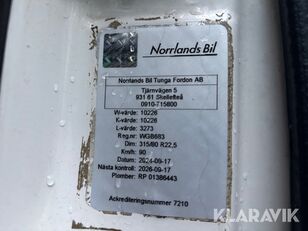 Norrlands Bil
Norrlands Bil Tunga Fordon AB
Tjärnvägen 5
931 61 Skellefteå
0910-715800
W-värde: 10226
K-värde: 10226
L-värde: 3273
Reg.nr: WGB683
Dim: 315/80 R22,5
Km/h: 90
Datum: 2024-09-17
Nästa kontroll: 2026-09-17
Plomber: RP 01386443
Ackrediteringsnummer 7210
KLARAVIK